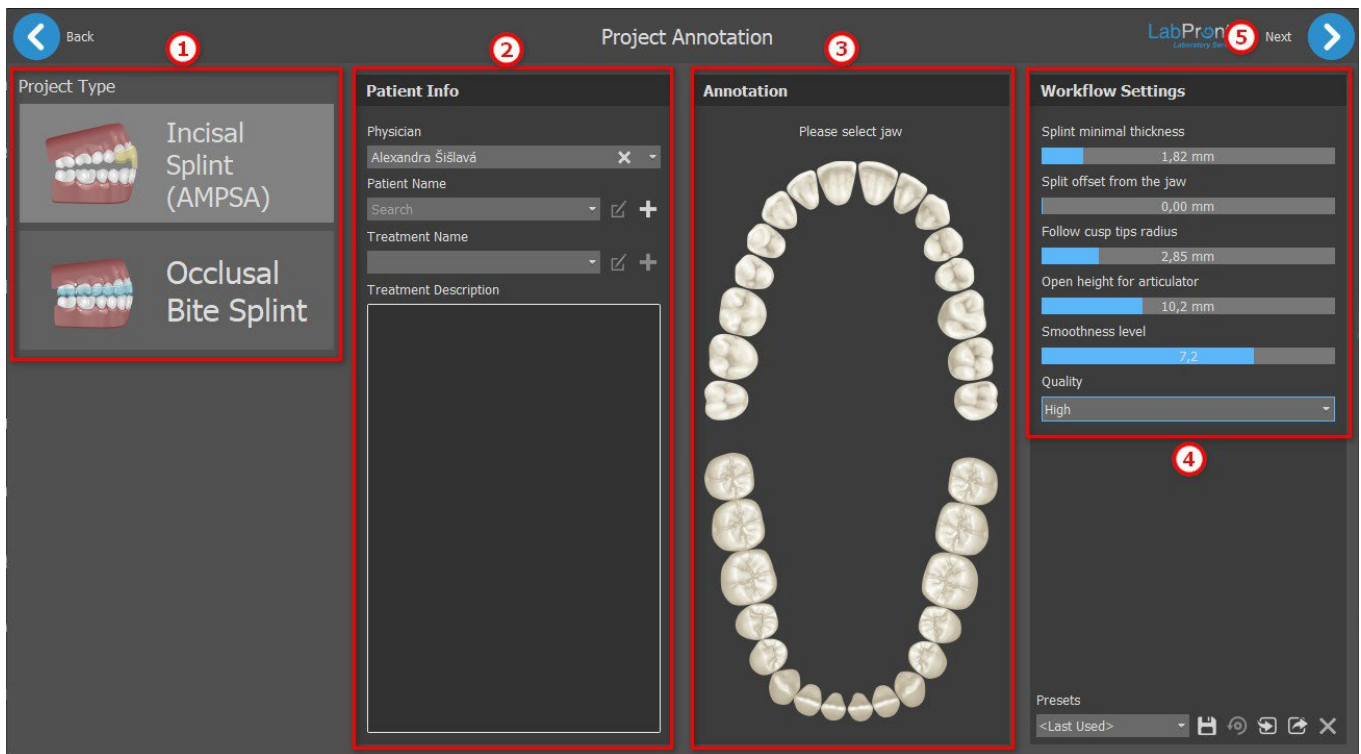 Back
1
2
Project Annotation
3
Laboratory
5
Next
Project Type
Incisal
Splint
(AMPSA)
Occlusal
Bite Splint
Patient Info
Physician
Alexandra Šišlavá
Patient Name
Search
Treatment Name
Treatment Description
Annotation
Please select jaw
Workflow Settings
Splint minimal thickness
1,82 mm
Split offset from the jaw
0,00 mm
Follow cusp tips radius
2,85 mm
Open height for articulator
10,2 mm
Smoothness level
7,2
Quality
High
4
Presets
<Last Used>